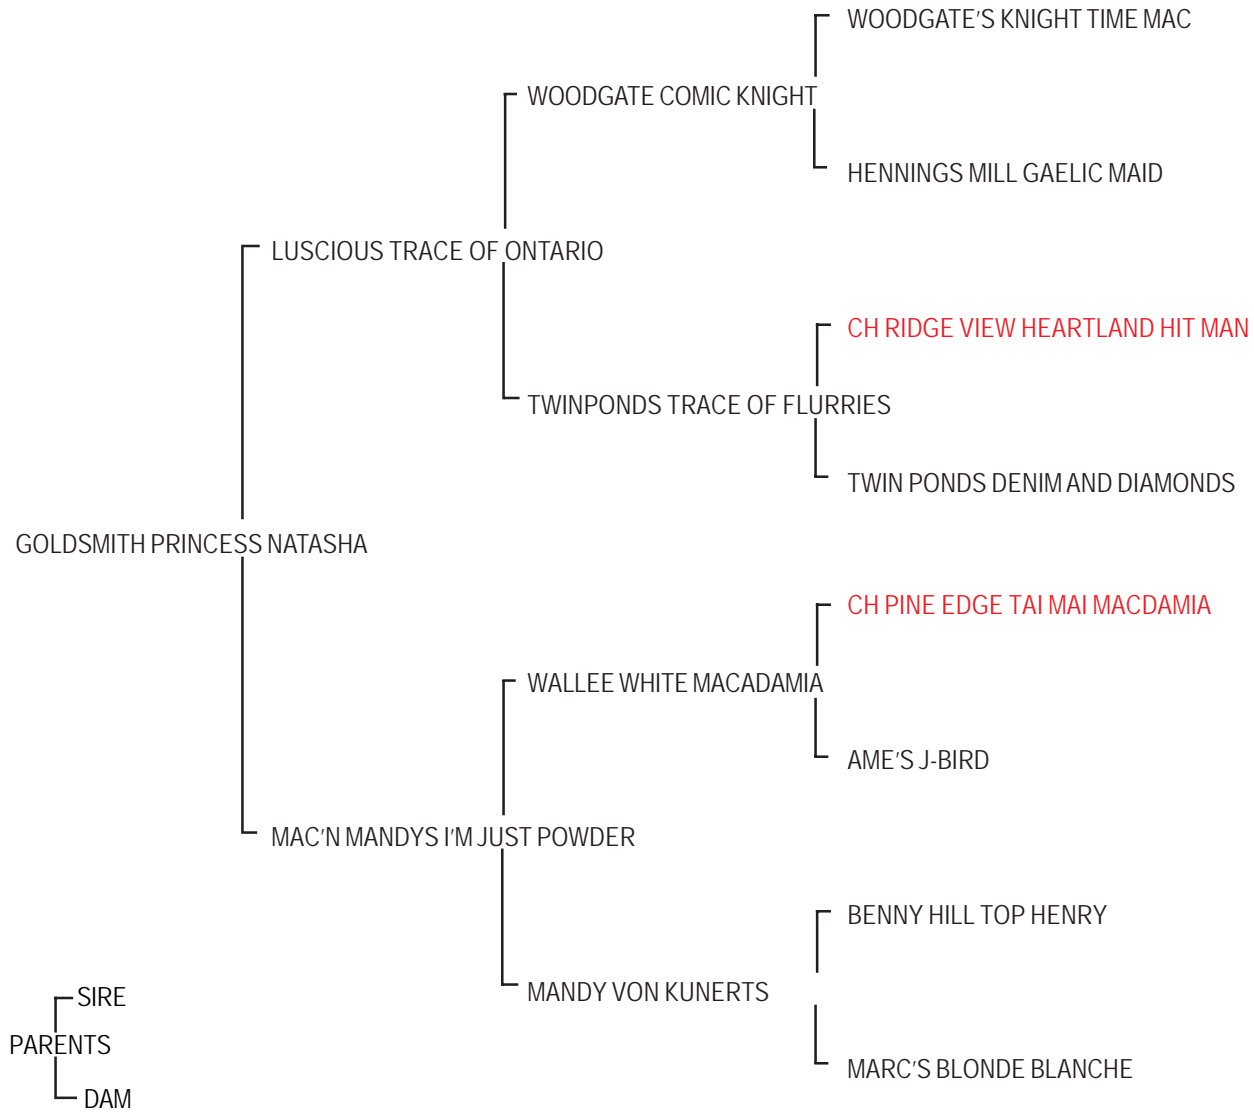 WOODGATE'S KNIGHT TIME MAC
WOODGATE COMIC KNIGHT
HENNINGS MILL GAELIC MAID
LUSCIOUS TRACE OF ONTARIO
CH RIDGE VIEW HEARTLAND HIT MAN
TWINPONDS TRACE OF FLURRIES
TWIN PONDS DENIM AND DIAMONDS
GOLDSMITH PRINCESS NATASHA
CH PINE EDGE TAI MAI MACDAMIA
WALLEE WHITE MACADAMIA
AME'S J-BIRD
MAC'N MANDYS I'M JUST POWDER
BENNY HILL TOP HENRY
MANDY VON KUNERTS
MARC'S BLONDE BLANCHE
SIRE
PARENTS
DAM